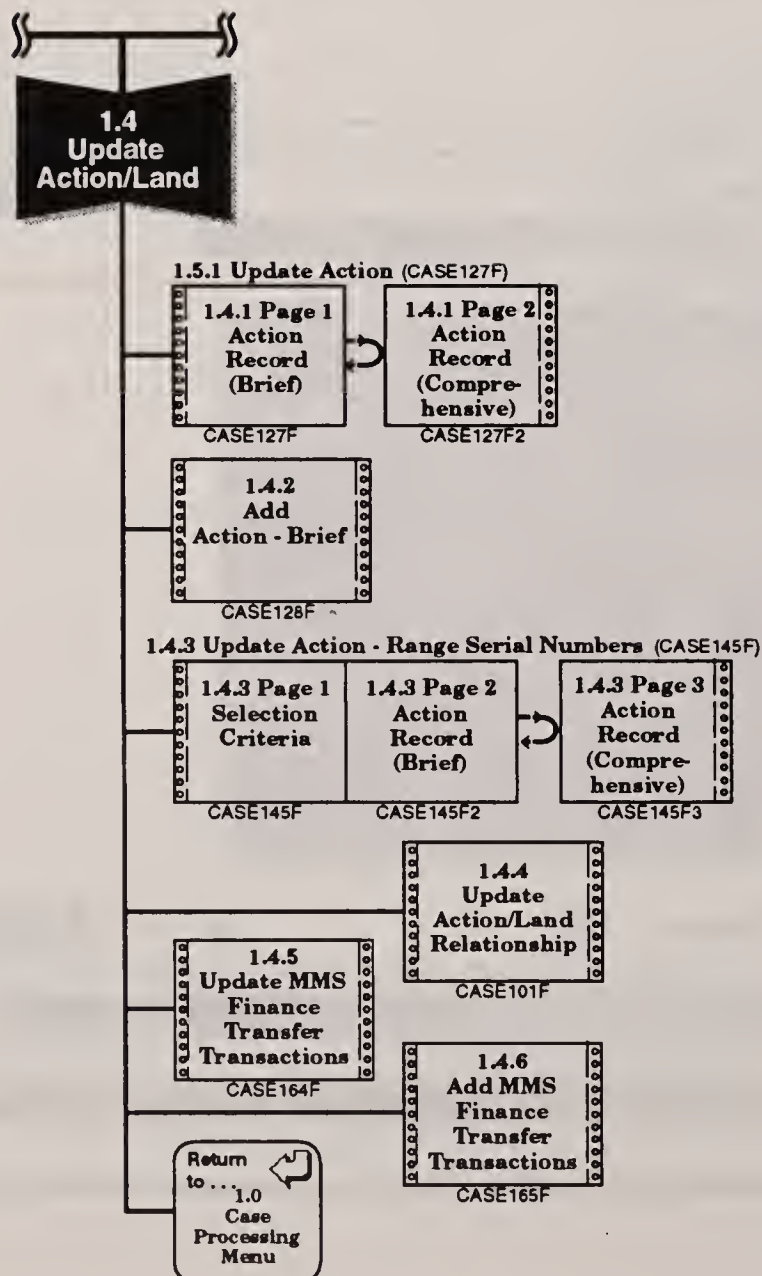 1.4
Update
Action/Land
1.5.1 Update Action (CASE127F)
1.4.1 Page 1
Action
Record
(Brief)
CASE127F
1.4.1 Page 2
Action
Record
(Compre-
hensive)
CASE127F2
1.4.2
Add
Action - Brief
CASE128F
1.4.3 Update Action - Range Serial Numbers (CASE145F)
1.4.3 Page 1
Selection
Criteria
CASE145F
1.4.3 Page 2
Action
Record
(Brief)
CASE145F2
1.4.3 Page 3
Action
Record
(Compre-
hensive)
CASE145F3
1.4.4
Update
Action/Land
Relationship
CASE101F
1.4.5
Update MMS
Finance
Transfer
Transactions
CASE164F
1.4.6
Add MMS
Finance
Transfer
Transactions
CASE165F
Return
to . . .
1.0
Case
Processing
Menu